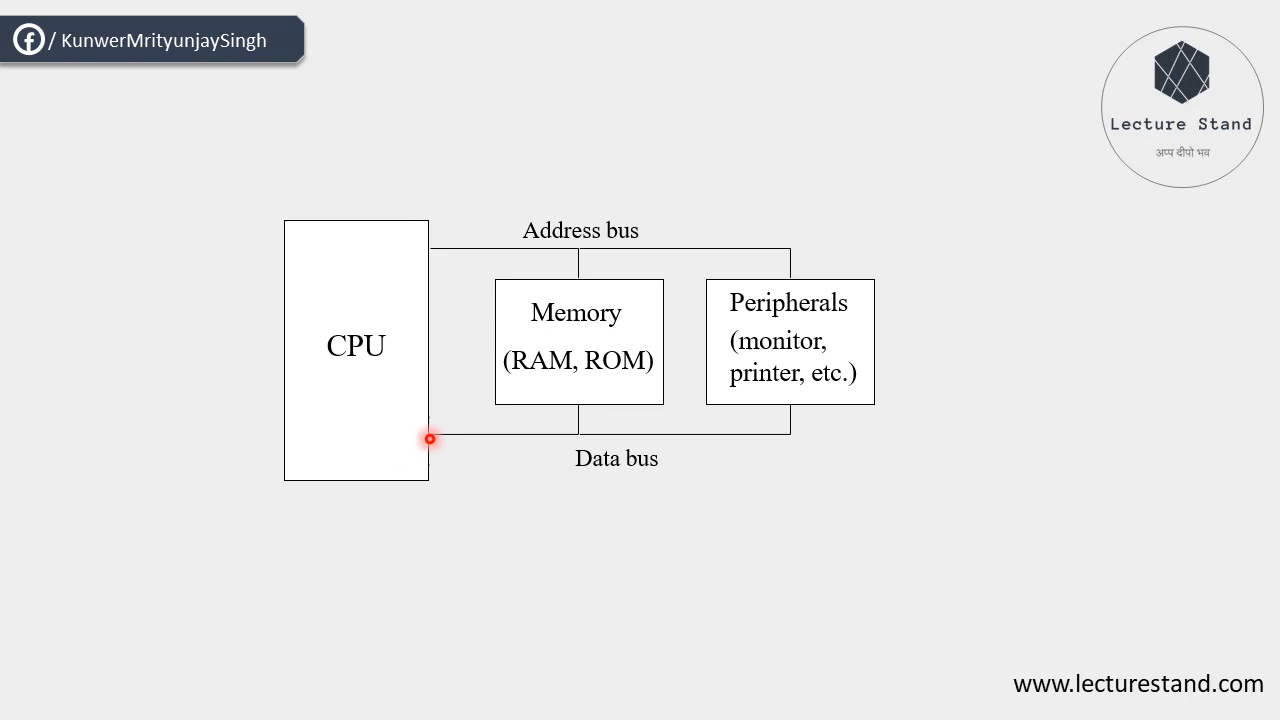 / KunwerMrityunjaySingh
Lecture Stand
अप्प दीपो भव
Address bus
CPU
Memory
(RAM, ROM)
Peripherals
(monitor,
printer, etc.)
Data bus
www.lecturestand.com